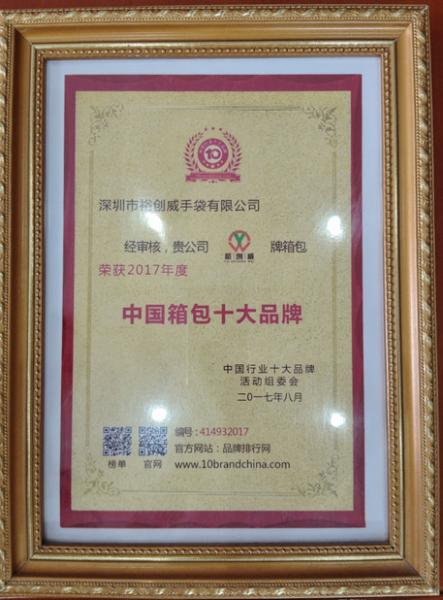 10
深圳市裕创威手袋有限公司
经审核，贵公司 裕创威 牌箱包
荣获2017年度
中国箱包十大品牌
中国行业十大品牌
活动组委会
二〇一七年八月
编号：414932017
榜单 官网 官方网站：品牌排行网
www.10brandchina.com